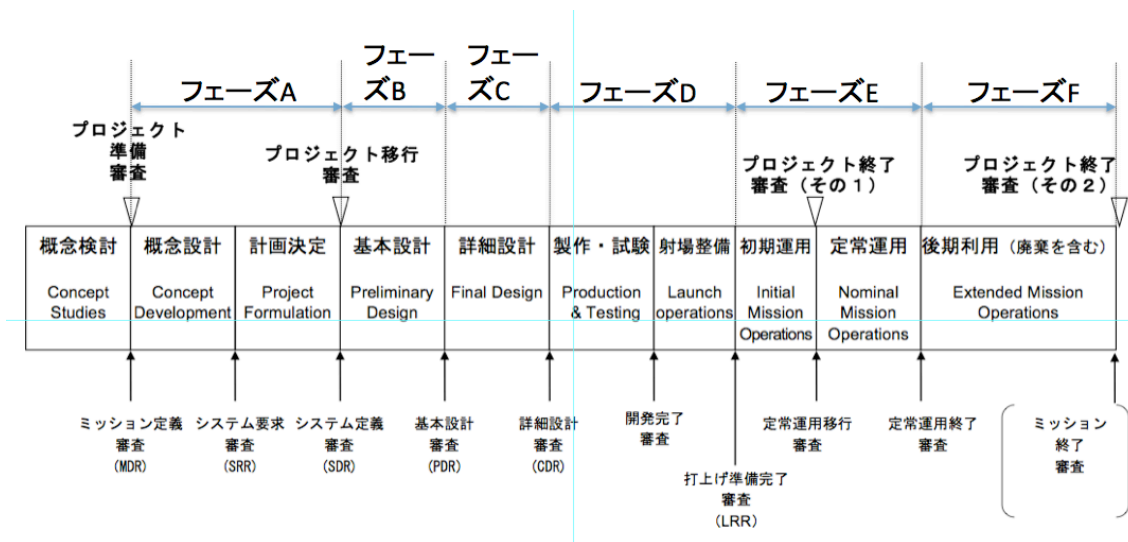 フェーズA
フェー
ズB
フェー
ズC
フェーズD
フェーズE
フェーズF
プロジェクト
準備
審査
プロジェクト移行
審査
プロジェクト終了
審査（その１）
プロジェクト終了
審査（その２）
概念検討
Concept
Studies
概念設計
Concept
Development
計画決定
Project
Formulation
基本設計
Preliminary
Design
詳細設計
Final Design
製作・試験
Production
& Testing
射場整備
Launch
operations
初期運用
Initial
Mission
Operations
定常運用
Nominal
Mission
Operations
後期利用（廃棄を含む）
Extended Mission
Operations
ミッション定義
審査
(MDR)
システム要求
審査
(SRR)
システム定義
審査
(SDR)
基本設計
審査
(PDR)
詳細設計
審査
(CDR)
開発完了
審査
打上げ準備完了
審査
(LRR)
定常運用移行
審査
定常運用終了
審査
ミッション
終了
審査